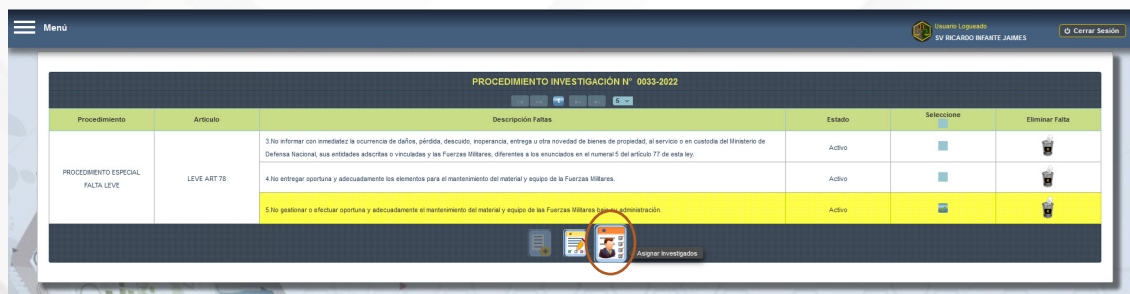 Menú
Usuario Logueado
SV RICARDO INFANTE JAIMES
Cerrar Sesión
PROCEDIMIENTO INVESTIGACIÓN N° 0033-2022
1
5
Procedimiento
Articulo
Descripción Faltas
Estado
Seleccione
Eliminar Falta
PROCEDIMIENTO ESPECIAL
FALTA LEVE
LEVE ART 78
3.No informar con inmediatez la ocurrencia de daños, pérdida, descuido, inoperancia, entrega u otra novedad de bienes de propiedad, al servicio o en custodia del Ministerio de
Defensa Nacional, sus entidades adscritas o vinculadas y las Fuerzas Militares, diferentes a los enunciados en el numeral 5 del artículo 77 de esta ley.
Activo
4.No entregar oportuna y adecuadamente los elementos para el mantenimiento del material y equipo de la Fuerzas Militares.
Activo
5.No gestionar o efectuar oportuna y adecuadamente el mantenimiento del material y equipo de las Fuerzas Militares bajo su administración.
Activo
Asignar Investigados